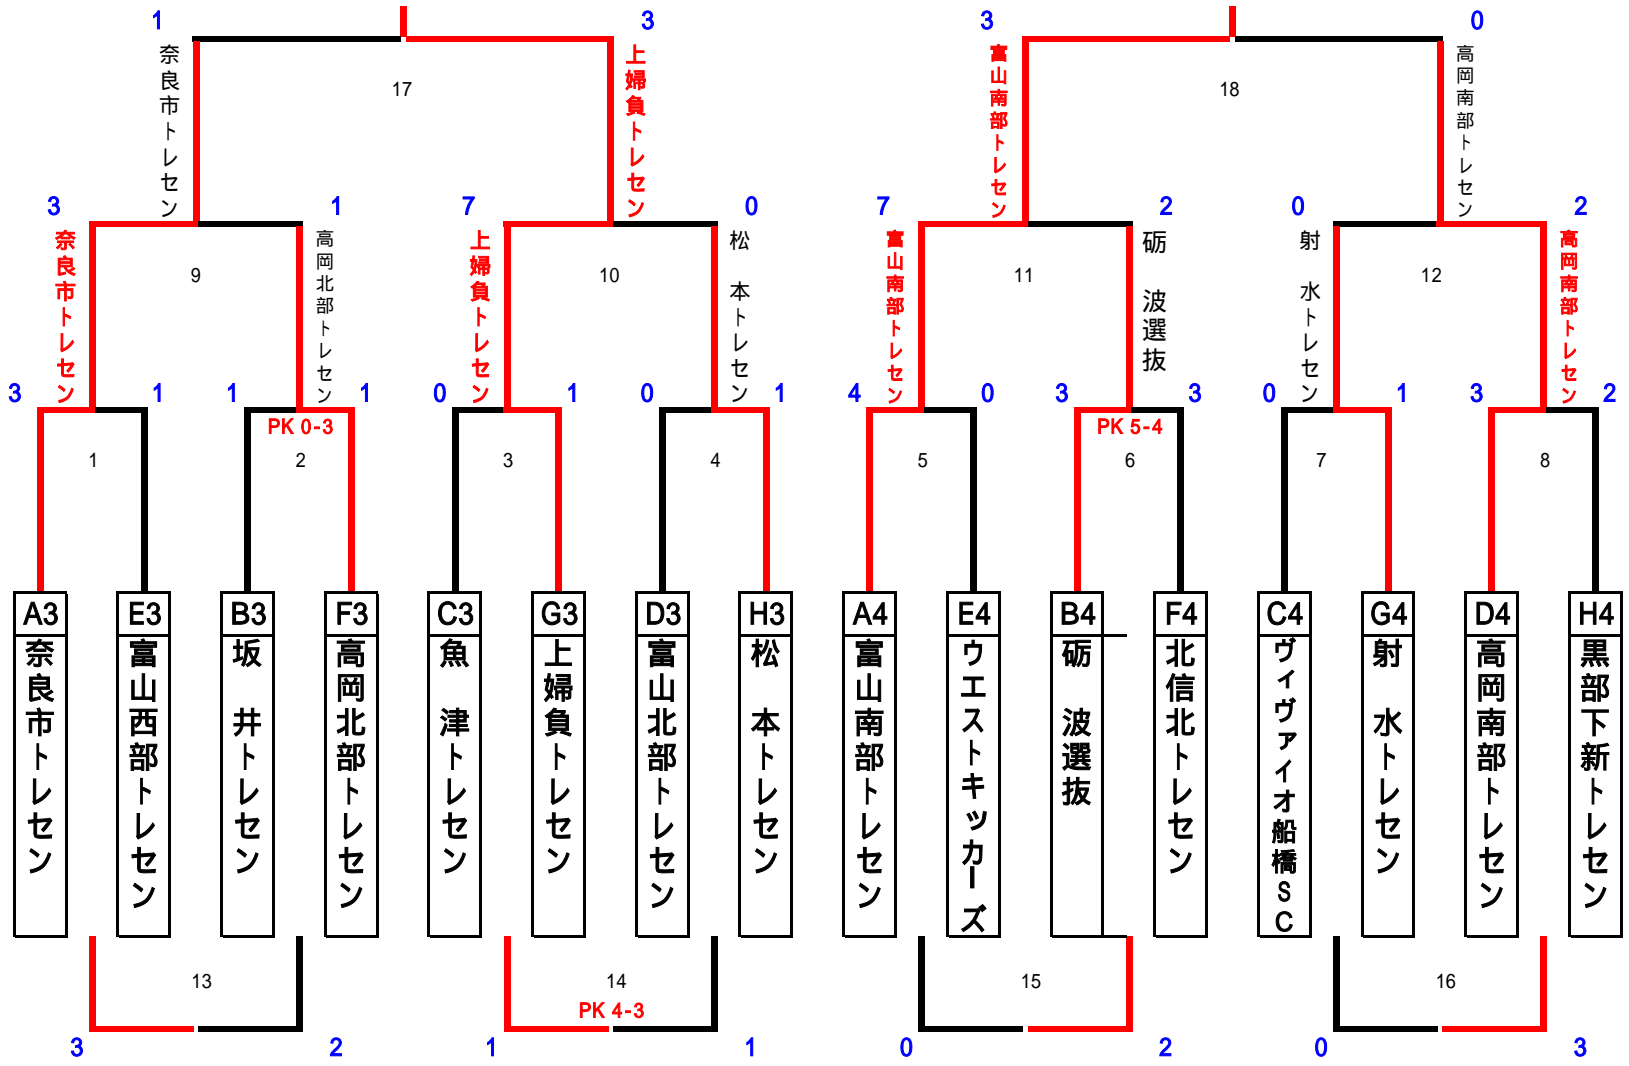 1
3
3
0
奈良市トレセン
上婦負トレセン
富山南部トレセン
高岡南部トレセン
17
18
3
1
7
0
7
2
0
2
奈良市トレセン
高岡北部トレセン
上婦負トレセン
松　本トレセン
富山南部トレセン
砺　波選抜
射　水トレセン
高岡南部トレセン
9
10
11
12
3
1
1
1
0
1
0
1
4
0
3
3
0
1
3
2
PK 0-3
PK 5-4
1
2
3
4
5
6
7
8
A3
E3
B3
F3
C3
G3
D3
H3
A4
E4
B4
F4
C4
G4
D4
H4
奈良市トレセン
富山西部トレセン
坂　井トレセン
高岡北部トレセン
魚　津トレセン
上婦負トレセン
富山北部トレセン
松　本トレセン
富山南部トレセン
ウエストキッカーズ
砺　波選抜
北信北トレセン
ヴィヴァイオ船橋SC
射　水トレセン
高岡南部トレセン
黒部下新トレセン
13
14
15
16
PK 4-3
3
2
1
1
0
2
0
3